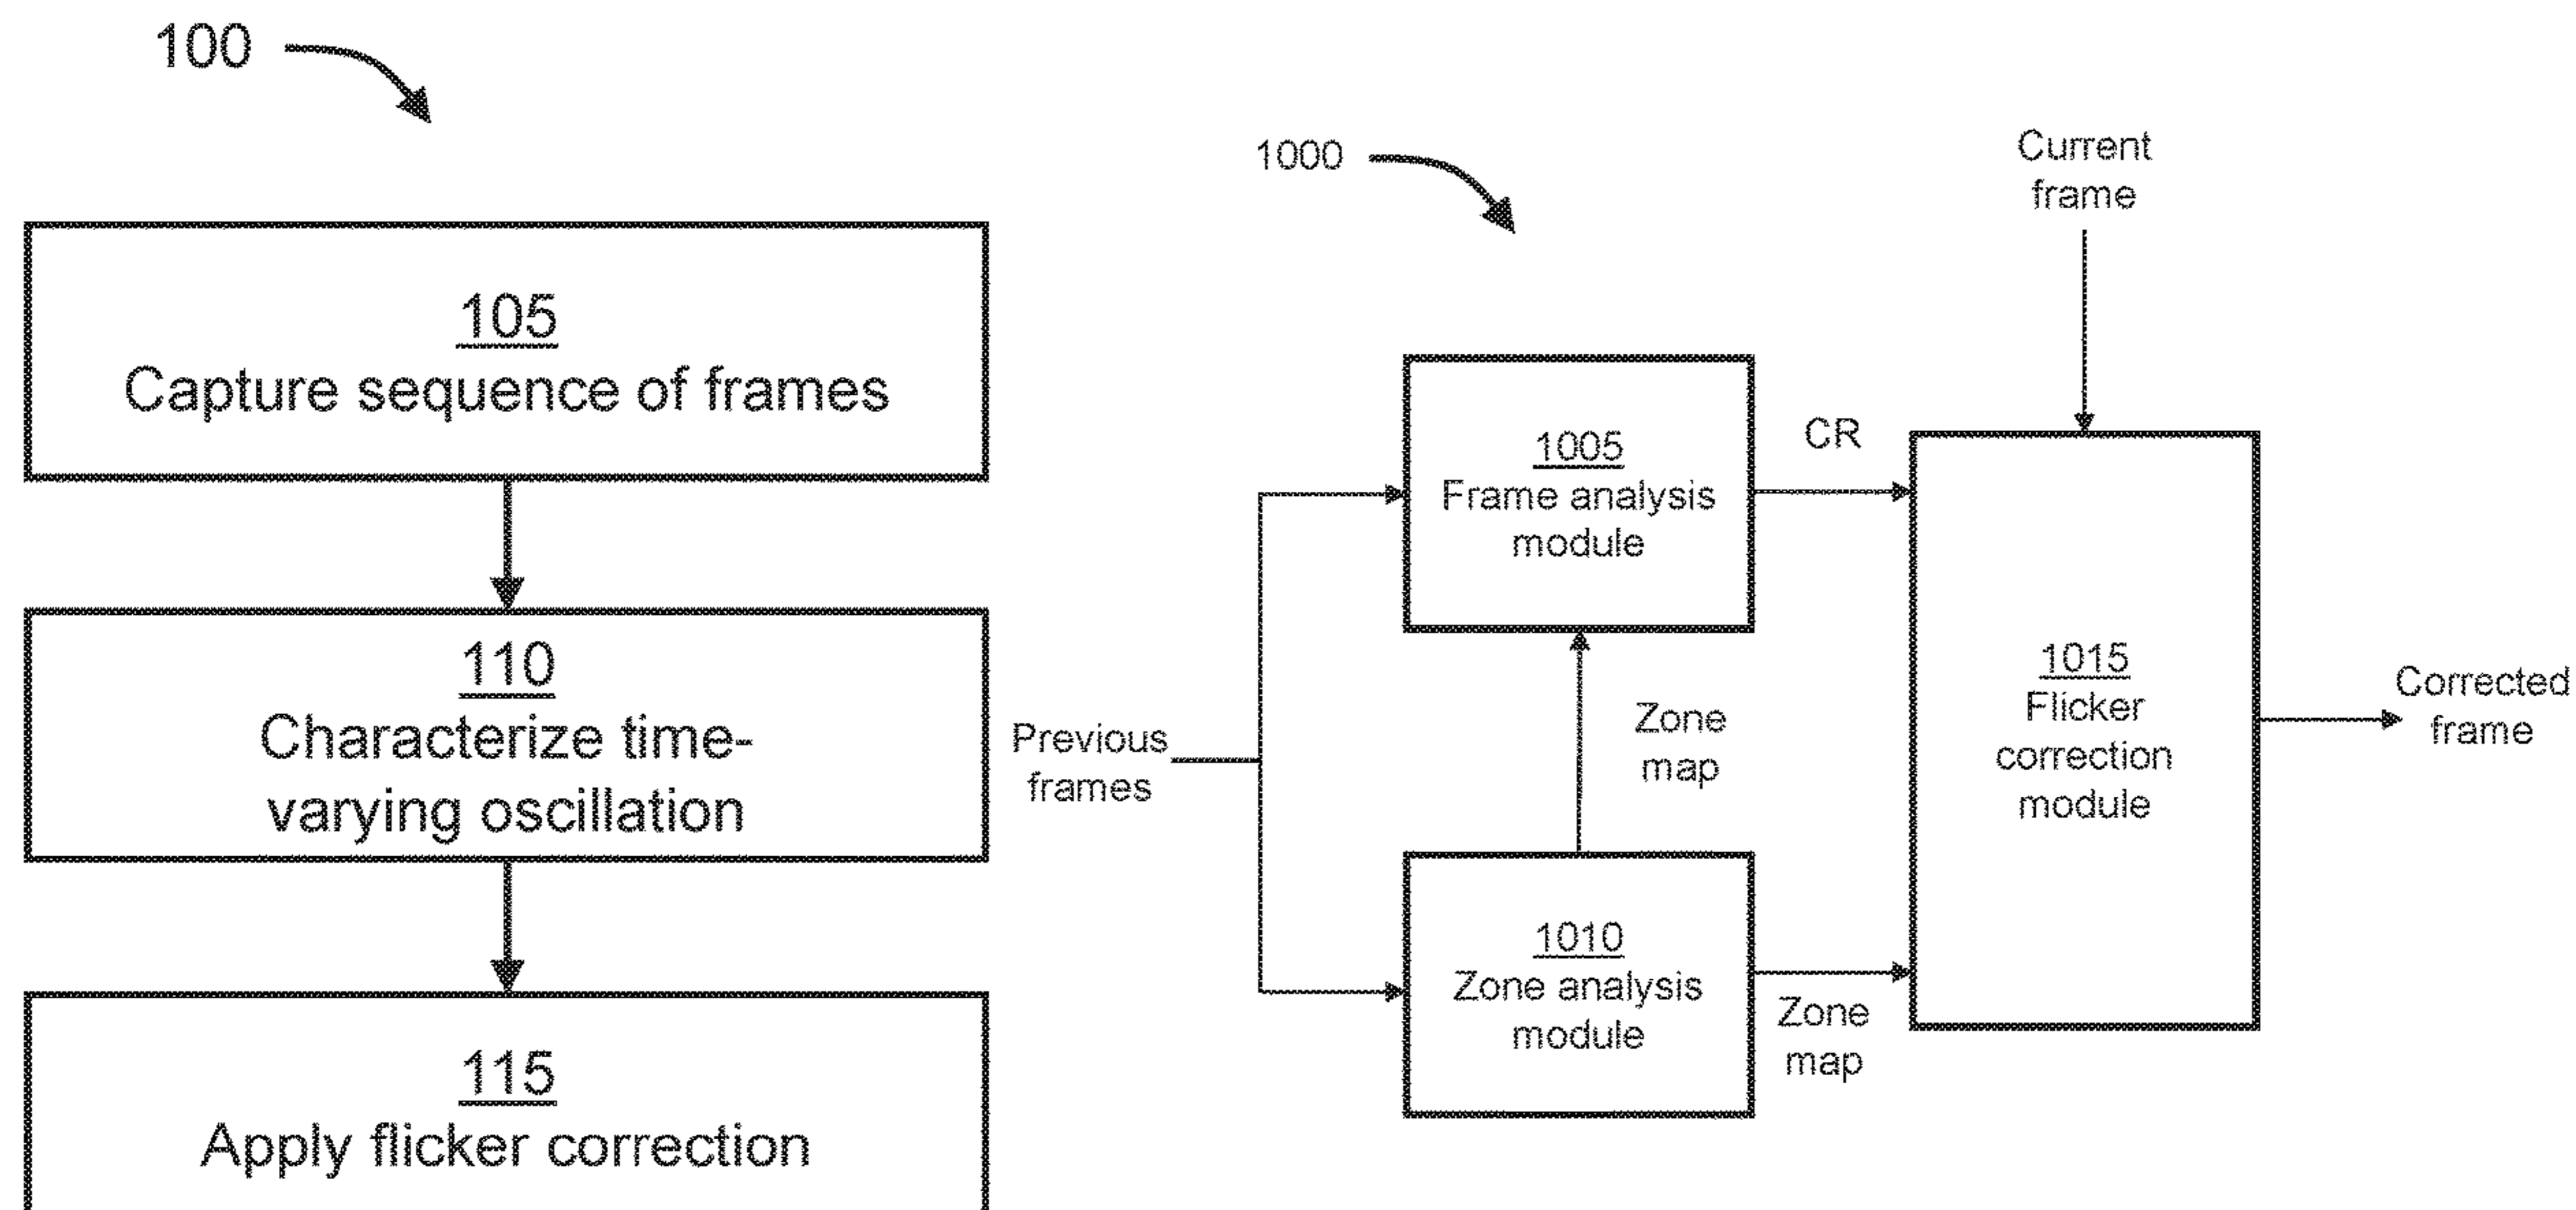 100
105
Capture sequence of frames
110
Characterize time-
varying oscillation
115
Apply flicker correction
1000
Current
frame
Previous
frames
1005
Frame analysis
module
CR
Zone
map
1010
Zone analysis
module
Zone
map
1015
Flicker
correction
module
Corrected
frame